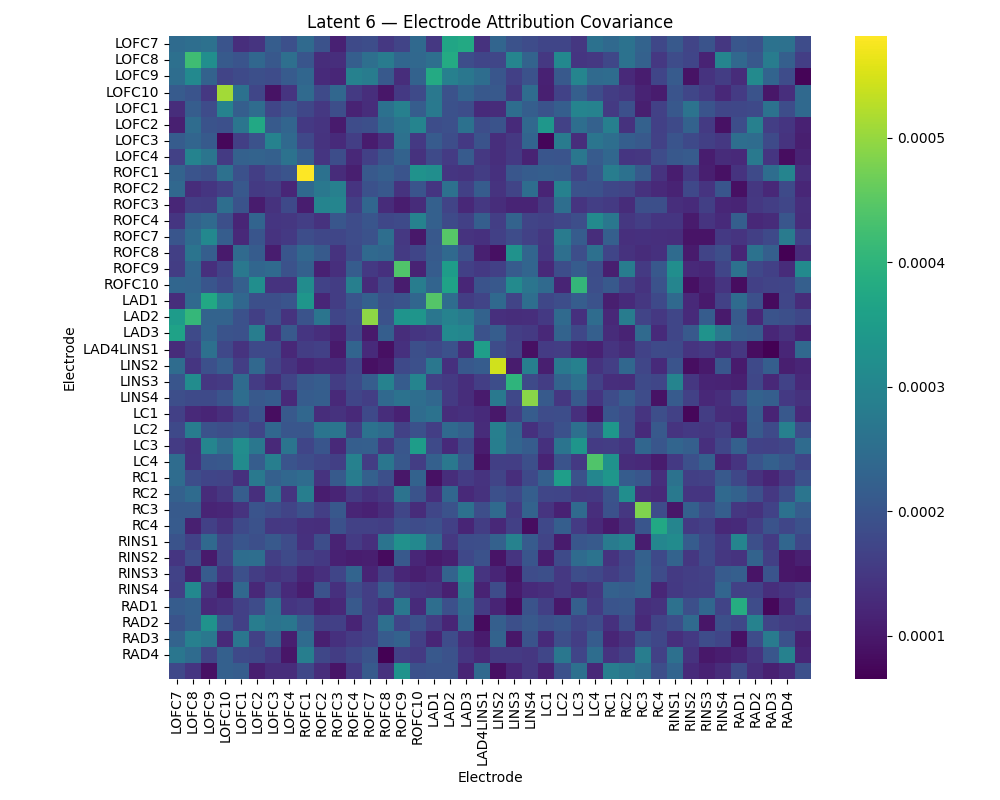 Latent 6 — Electrode Attribution Covariance
LOFC7
LOFC8
LOFC9
LOFC10
LOFC1
LOFC2
LOFC3
LOFC4
ROFC1
ROFC2
ROFC3
ROFC4
ROFC7
ROFC8
ROFC9
ROFC10
LAD1
LAD2
LAD3
LAD4LINS1
LINS2
LINS3
LINS4
LC1
LC2
LC3
LC4
RC1
RC2
RC3
RC4
RINS1
RINS2
RINS3
RINS4
RAD1
RAD2
RAD3
RAD4
Electrode
LOFC7
LOFC8
LOFC9
LOFC10
LOFC1
LOFC2
LOFC3
LOFC4
ROFC1
ROFC2
ROFC3
ROFC7
ROFC8
ROFC9
ROFC10
LAD1
LAD2
LAD3
LAD4LINS1
LINS2
LINS3
LINS4
LC1
LC2
LC3
LC4
RC1
RC2
RC3
RC4
RINS1
RINS2
RINS3
RINS4
RAD1
RAD2
RAD3
RAD4
Electrode
0.0005
0.0004
0.0003
0.0002
0.0001